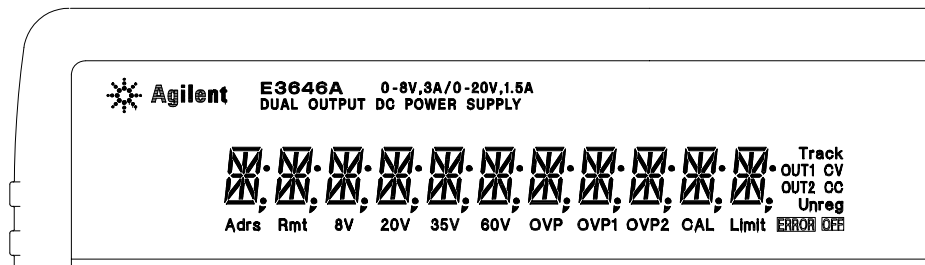 Agilent E3646A 0-8V,3A/0-20V,1.5A
DUAL OUTPUT DC POWER SUPPLY
Track
OUT1 CV
OUT2 CC
Unreg
Adrs Rmt 8V 20V 35V 60V OVP OVP1 OVP2 CAL Limit ERROR OFF